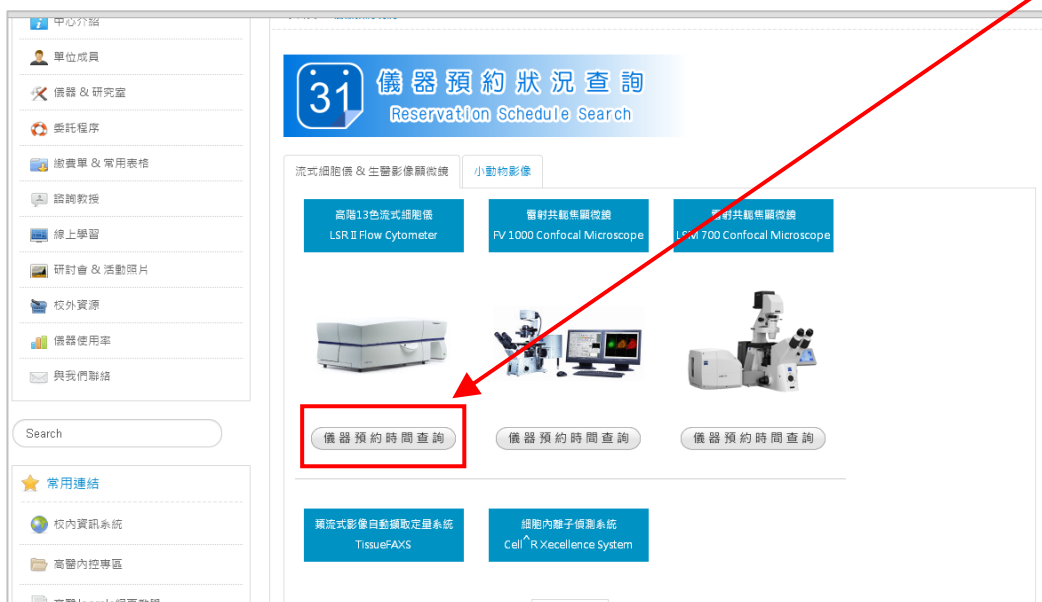 中心介紹
單位成員
儀器 & 研究室
委託程序
繳費單 & 常用表格
諮詢教授
線上學習
研討會 & 活動照片
校外資源
儀器使用率
與我們聯絡
Search
常用連結
校內資訊系統
高醫內控專區
31
儀器預約狀況查詢
Reservation Schedule Search
流式細胞儀 & 生醫影像顯微鏡
小動物影像
高階13色流式細胞儀
LSR II Flow Cytometer
雷射共軛焦顯微鏡
FV 1000 Confocal Microscope
雷射共軛焦顯微鏡
LSM 700 Confocal Microscope
儀器預約時間查詢
儀器預約時間查詢
儀器預約時間查詢
類流式影像自動擷取定量系統
TissueFAXS
細胞內離子偵測系統
Cell^R Xecellence System